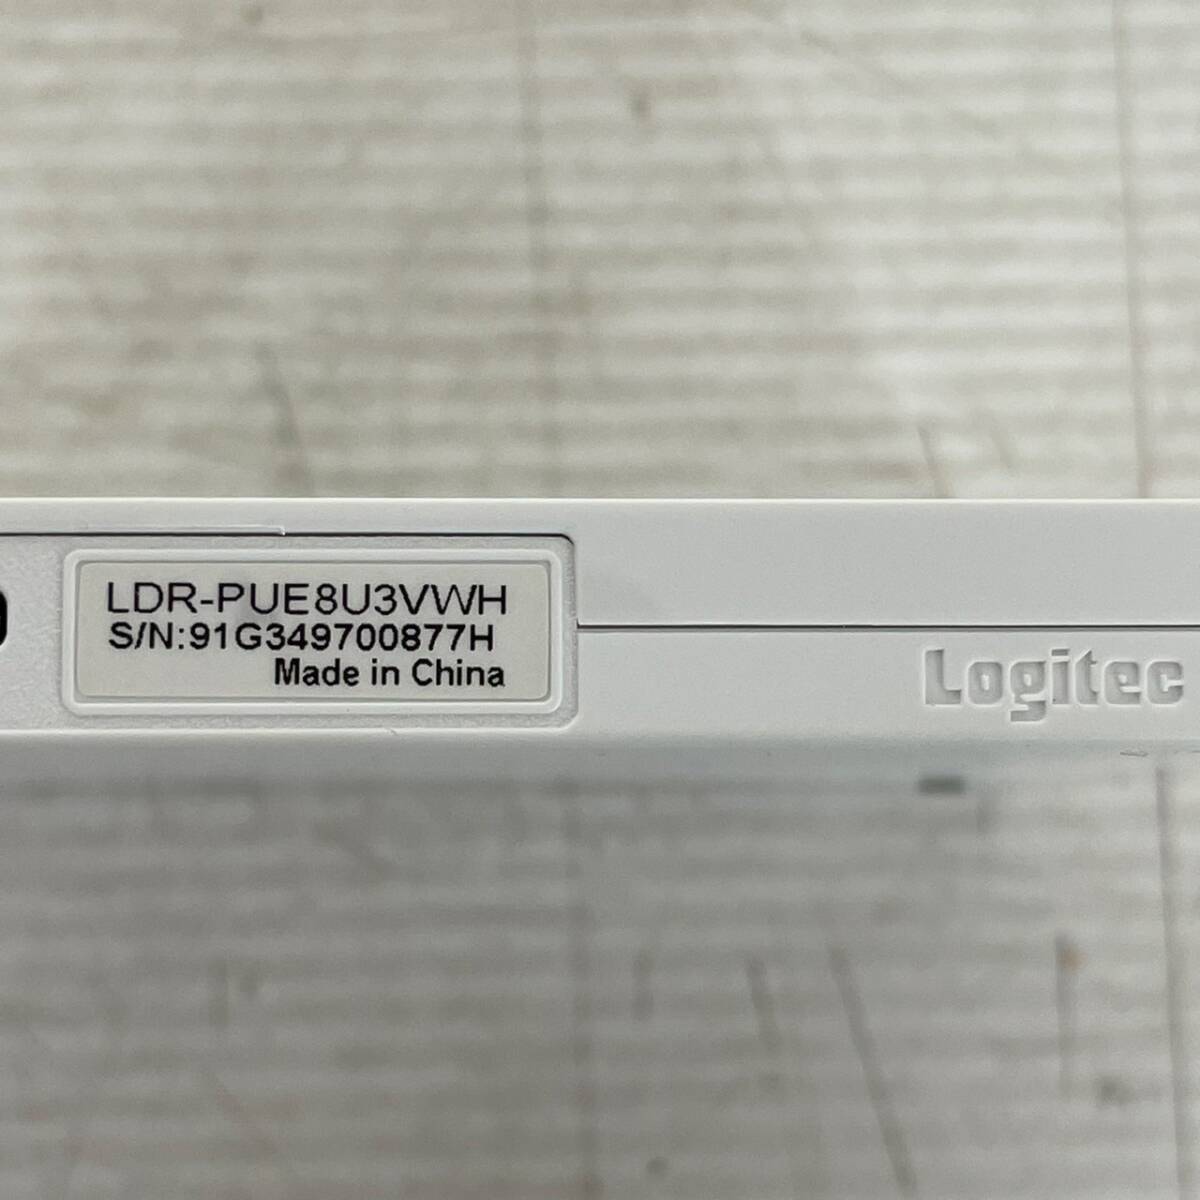 LDR-PUE8U3VWH
S/N:91G349700877H
Made in China
Logitec